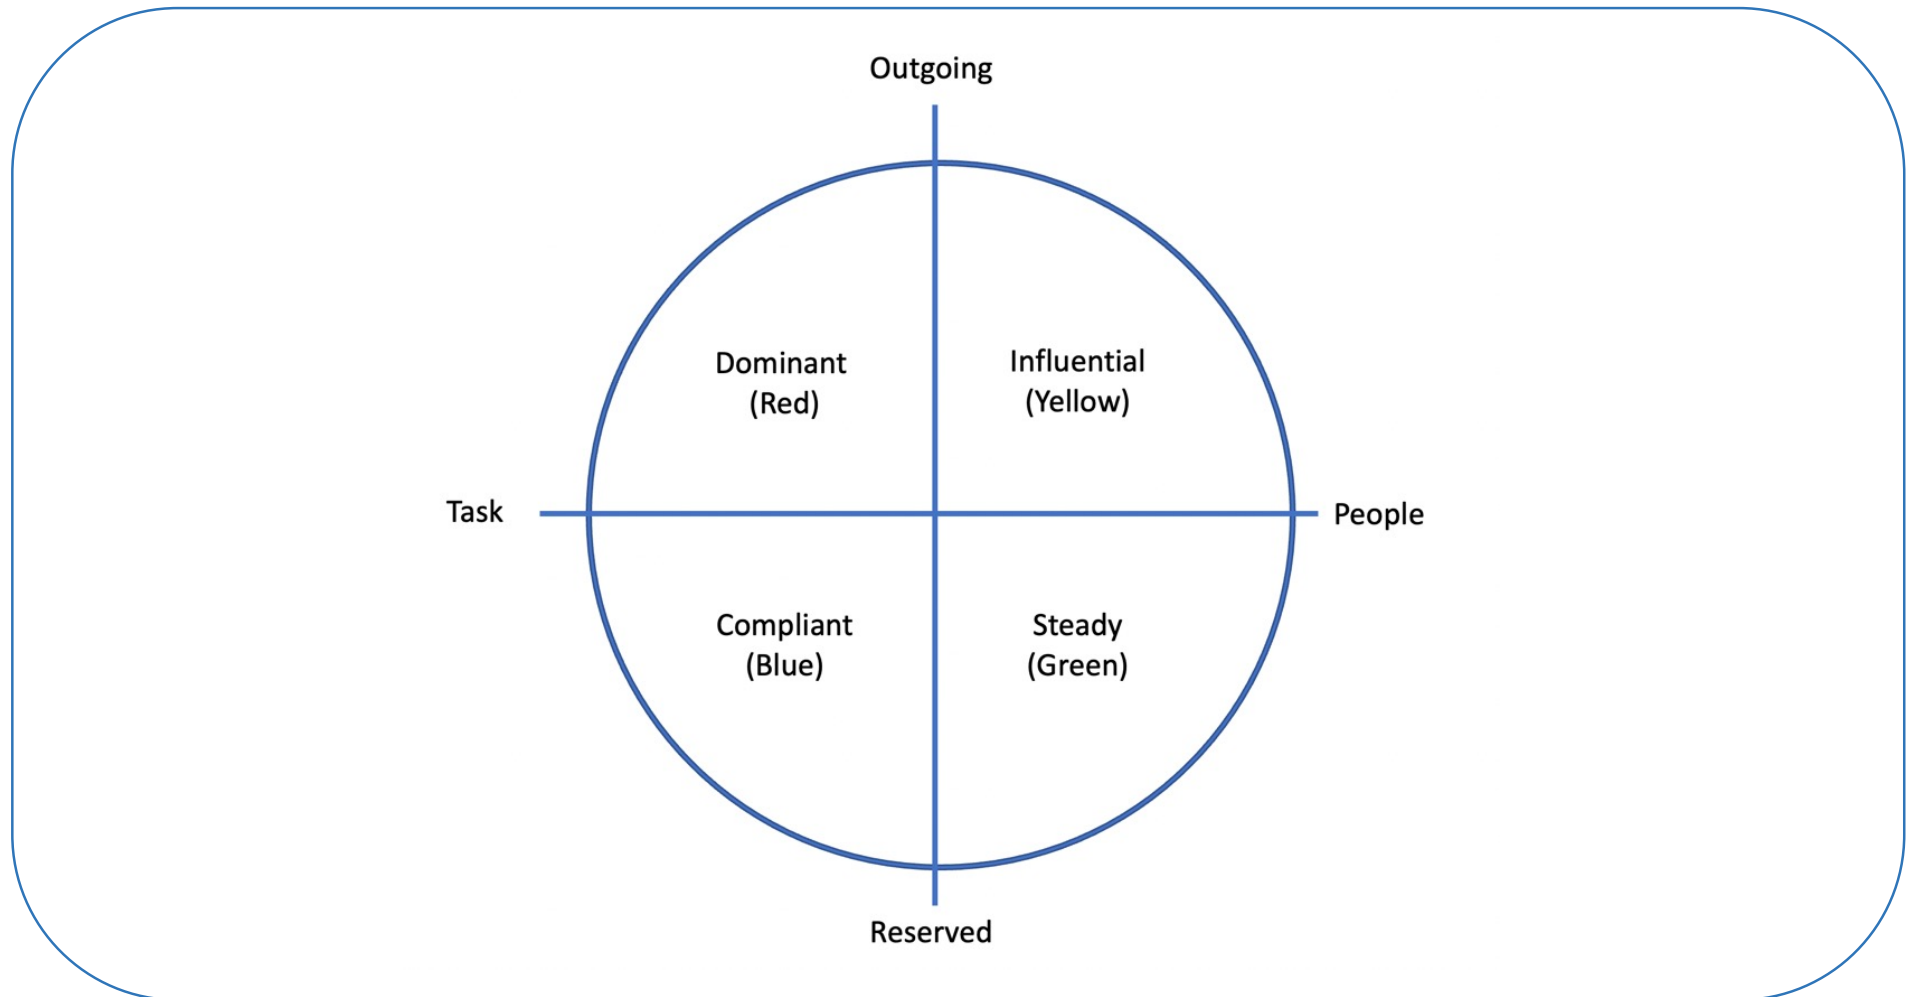 Outgoing
Dominant
(Red)
Influential
(Yellow)
Task
People
Compliant
(Blue)
Steady
(Green)
Reserved